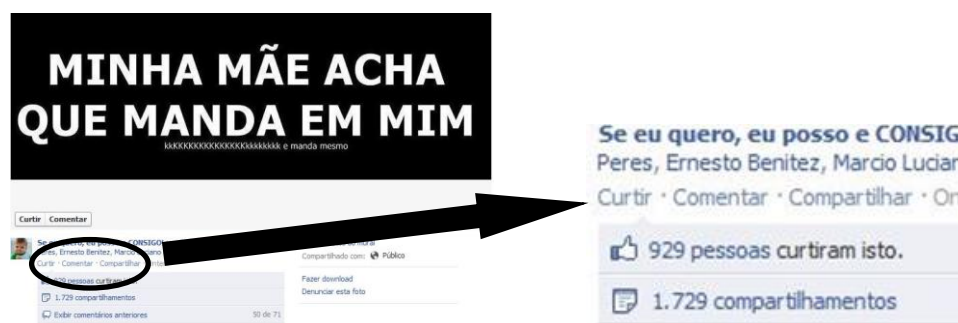 MINHA MÃE ACHA
QUE MANDA EM MIM
e manda mesmo
Curtir Comentar
Se eu quero, eu posso e CONSIGO
Peres, Ernesto Benitez, Marcio Luciano
Curtir · Comentar · Compartilhar
929 pessoas curtiram isto.
1.729 compartilhamentos
Exibir comentários anteriores 50 de 71
Compartilhado com: Público
Fazer download
Denunciar esta foto
Se eu quero, eu posso e CONSIG
Peres, Ernesto Benitez, Marcio Lucian
Curtir · Comentar · Compartilhar · On
929 pessoas curtiram isto.
1.729 compartilhamentos